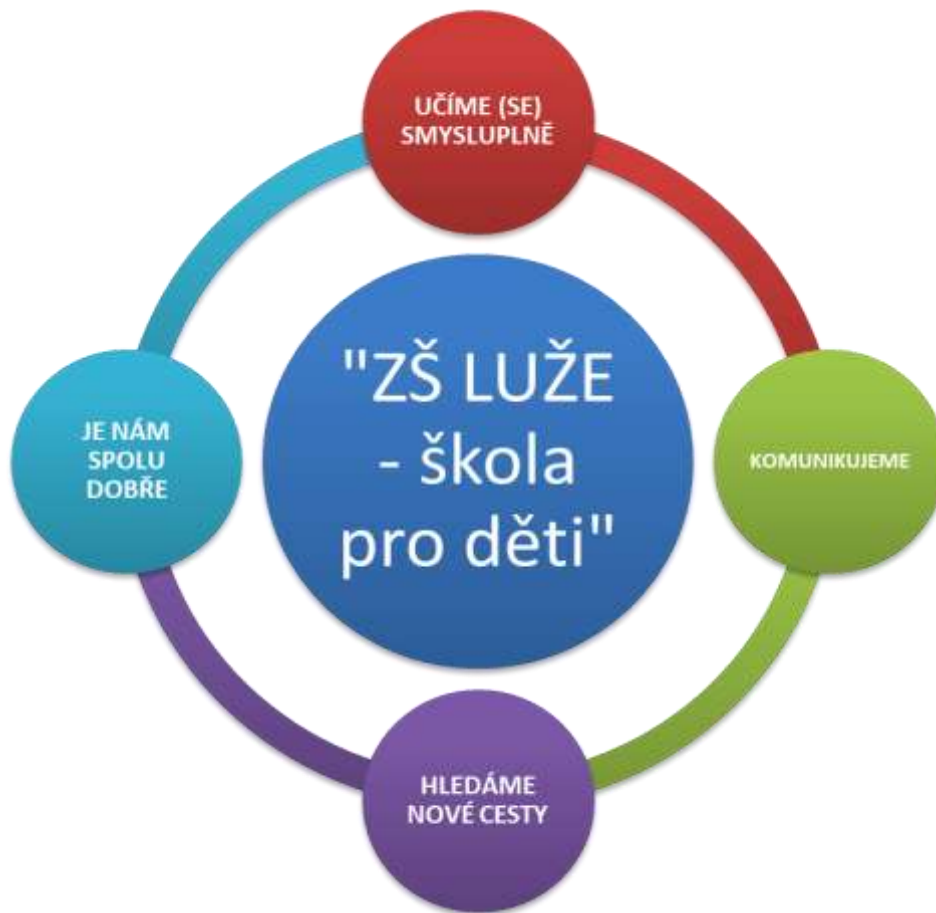 UČÍME (SE)
SMYSLUPLNĚ
"ZŠ LUŽE
- škola
pro děti"
JE NÁM
SPOLU
DOBŘE
KOMUNIKUJEME
HLEDÁME
NOVÉ CESTY